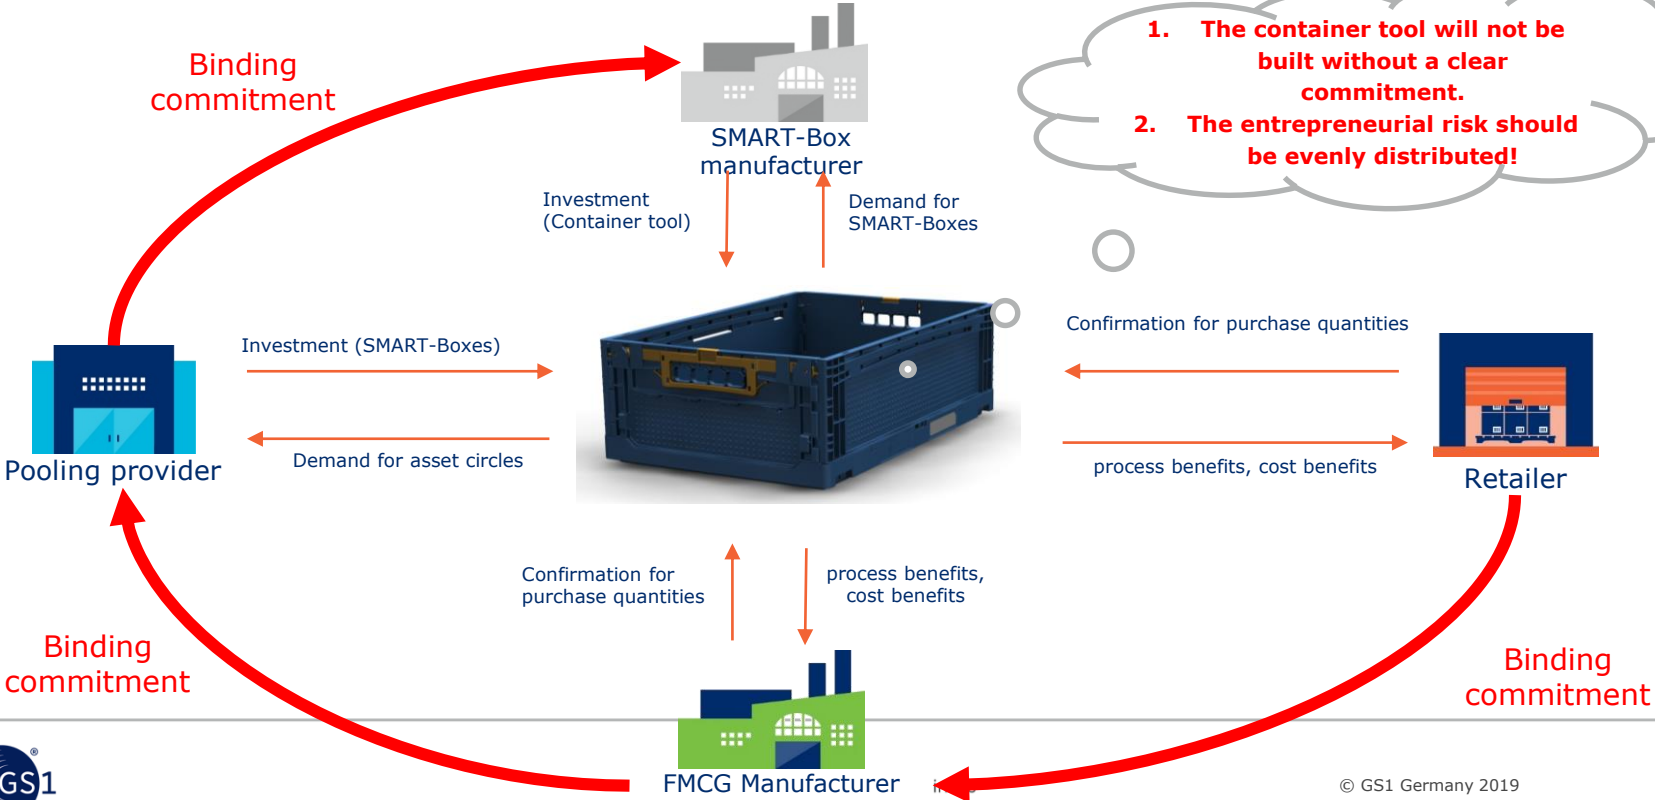 1. The container tool will not be
built without a clear
commitment.
2. The entrepreneurial risk should
be evenly distributed!
Binding
commitment
SMART-Box
manufacturer
Investment
(Container tool)
Demand for
SMART-Boxes
Investment (SMART-Boxes)
Confirmation for purchase quantities
Demand for asset circles
process benefits, cost benefits
Pooling provider
Retailer
Confirmation for
purchase quantities
process benefits,
cost benefits
Binding
commitment
Binding
commitment
FMCG Manufacturer
GS1
®
© GS1 Germany 2019